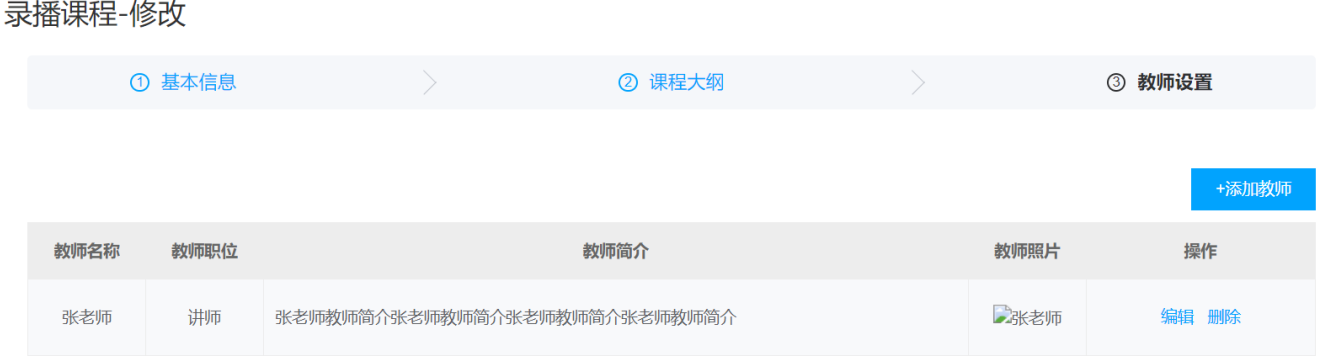 录播课程-修改
① 基本信息 ② 课程大纲 ③ 教师设置
+添加教师
教师名称 教师职位 教师简介 教师照片 操作
张老师 讲师 张老师教师简介张老师教师简介张老师教师简介张老师教师简介 张老师 编辑 删除